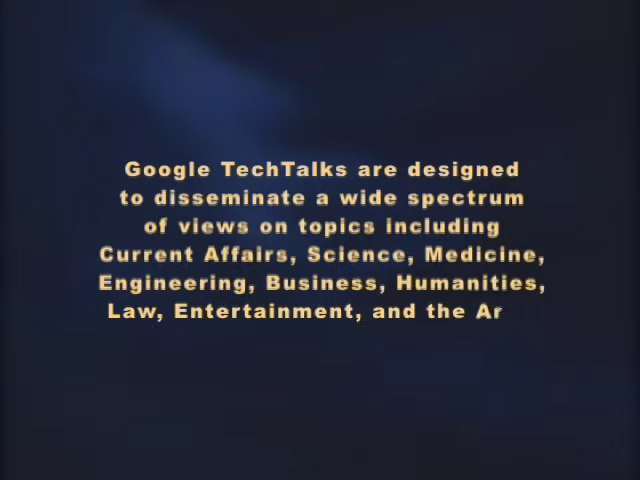 Google TechTalks are designed
to disseminate a wide spectrum
of views on topics including
Current Affairs, Science, Medicine,
Engineering, Business, Humanities,
Law, Entertainment, and the Ar